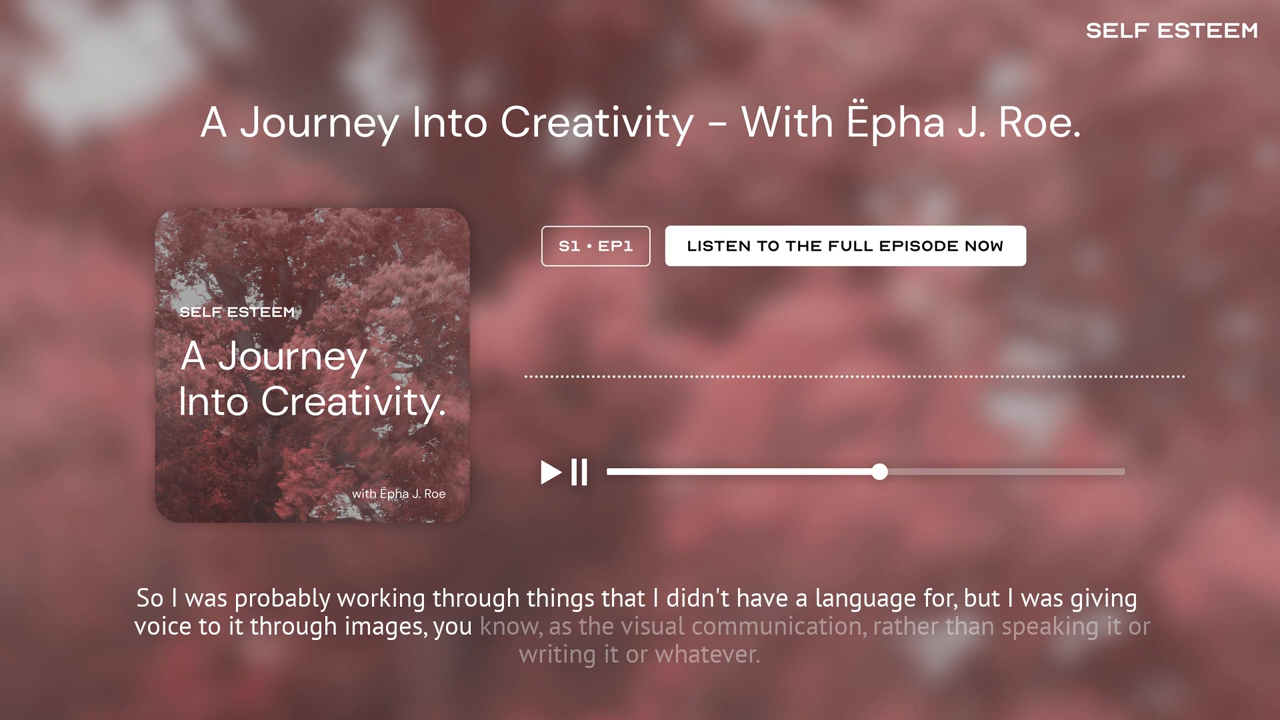 SELF ESTEEM
A Journey Into Creativity – With Ëpha J. Roe.
S1 • EP1
LISTEN TO THE FULL EPISODE NOW
SELF ESTEEM
A Journey
Into Creativity.
with Ëpha J. Roe
So I was probably working through things that I didn't have a language for, but I was giving
voice to it through images, you know, as the visual communication, rather than speaking it or
writing it or whatever.